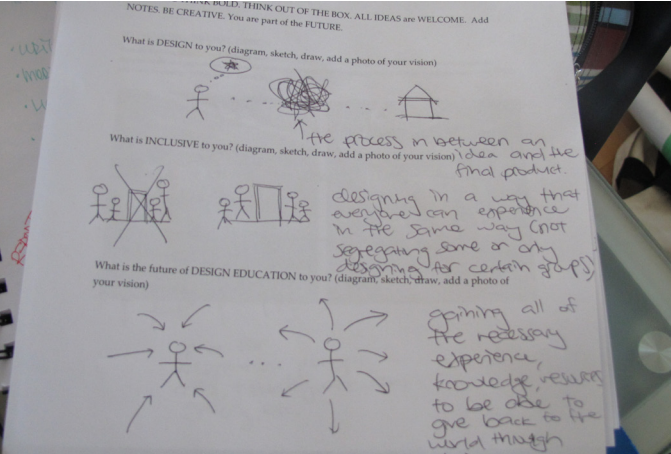 BOLD. THINK OUT OF THE BOX. ALL IDEAS are WELCOME. Add
NOTES. BE CREATIVE. You are part of the FUTURE.
What is DESIGN to you? (diagram, sketch, draw, add a photo of your vision)
the process in between an
idea and the
final product.
What is INCLUSIVE to you? (diagram, sketch, draw, add a photo of your vision)
designing in a way that
everyone can experience
in the same way (not
segregating some or only
designing for certain groups)
What is the future of DESIGN EDUCATION to you? (diagram, sketch, draw, add a photo of
your vision)
gaining all of
the necessary
experience,
knowledge,
to be able to
give back to the
world through